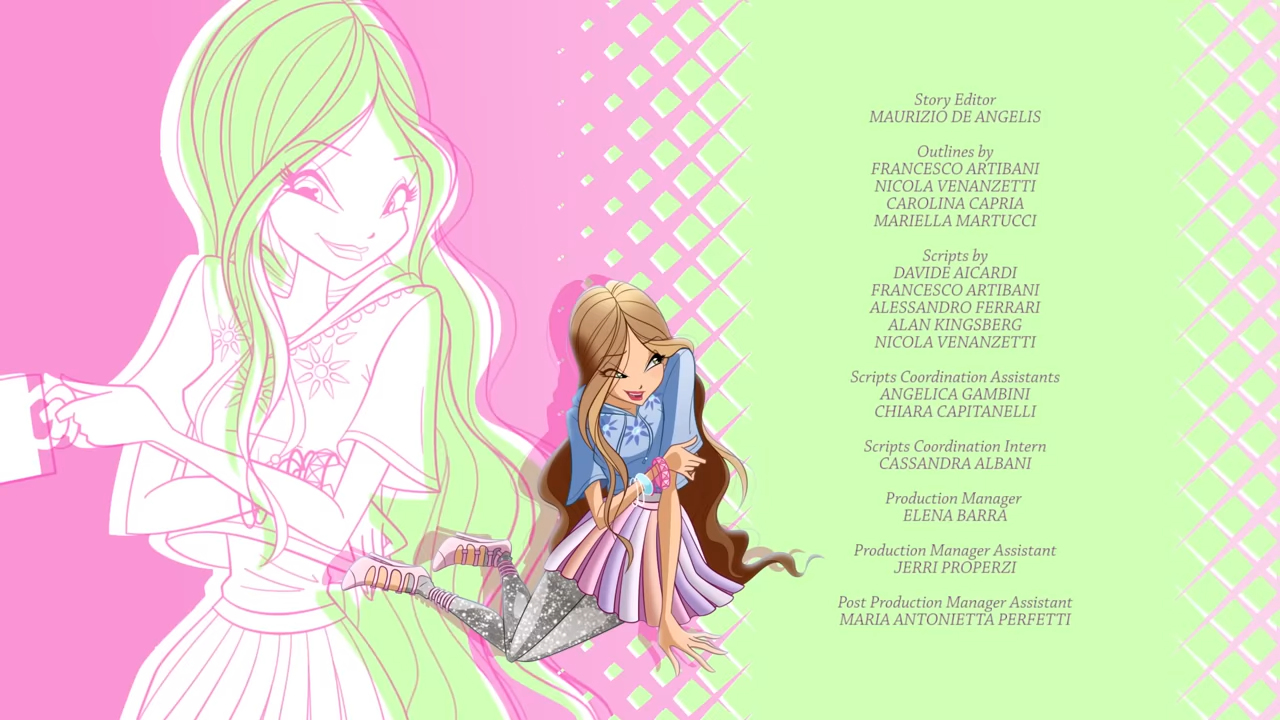 Story Editor
MAURIZIO DE ANGELIS
Outlines by
FRANCESCO ARTIBANI
NICOLA VENANZETTI
CAROLINA CAPRIA
MARIELLA MARTUCCI
Scripts by
DAVIDE AICARDI
FRANCESCO ARTIBANI
ALESSANDRO FERRARI
ALAN KINGSBERG
NICOLA VENANZETTI
Scripts Coordination Assistants
ANGELICA GAMBINI
CHIARA CAPITANELLI
Scripts Coordination Intern
CASSANDRA ALBANI
Production Manager
ELENA BARRA
Production Manager Assistant
JERRI PROPERZI
Post Production Manager Assistant
MARIA ANTONIETTA PERFETTI